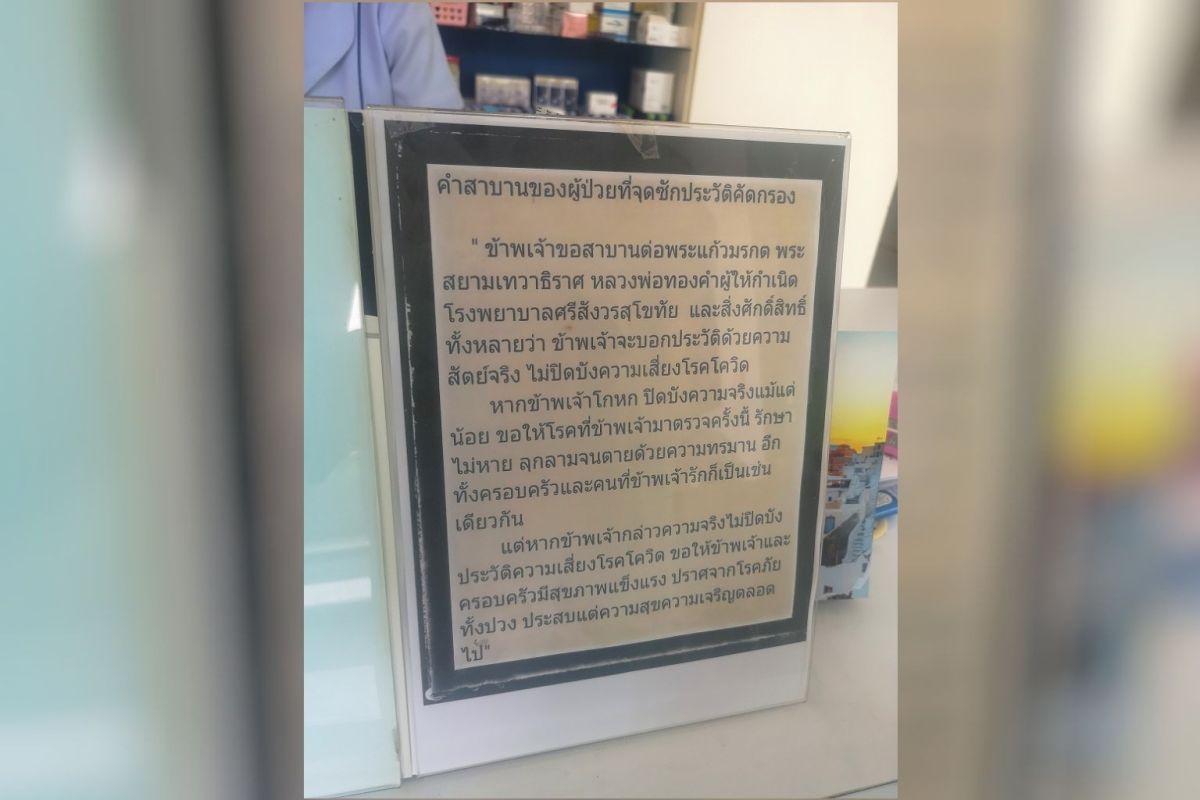 คำสาบานของผู้ป่วยที่จุดซักประวัติคัดกรอง
" ข้าพเจ้าขอสาบานต่อพระแก้วมรกต พระ
สยามเทวาธิราศ หลวงพ่อทองคำผู้ให้กำเนิด
โรงพยาบาลศรีสังวรสุโขทัย และสิ่งศักดิ์สิทธิ์
ทั้งหลายว่า ข้าพเจ้าจะบอกประวัติด้วยความ
สัตย์จริง ไม่ปิดบังความเสี่ยงโรคโควิด
หากข้าพเจ้าโกหก ปิดบังความจริงแม้แต่
น้อย ขอให้โรคที่ข้าพเจ้ามาตรวจครั้งนี้ รักษา
ไม่หาย ลุกลามจนตายด้วยความทรมาน อีก
ทั้งครอบครัวและคนที่ข้าพเจ้ารักก็เป็นเช่น
เดียวกัน
แต่หากข้าพเจ้ากล่าวความจริงไม่ปิดบัง
ประวัติความเสี่ยงโรคโควิด ขอให้ข้าพเจ้าและ
ครอบครัวมีสุขภาพแข็งแรง ปราศจากโรคภัย
ทั้งปวง ประสบแต่ความสุขความเจริญตลอด
ไป"